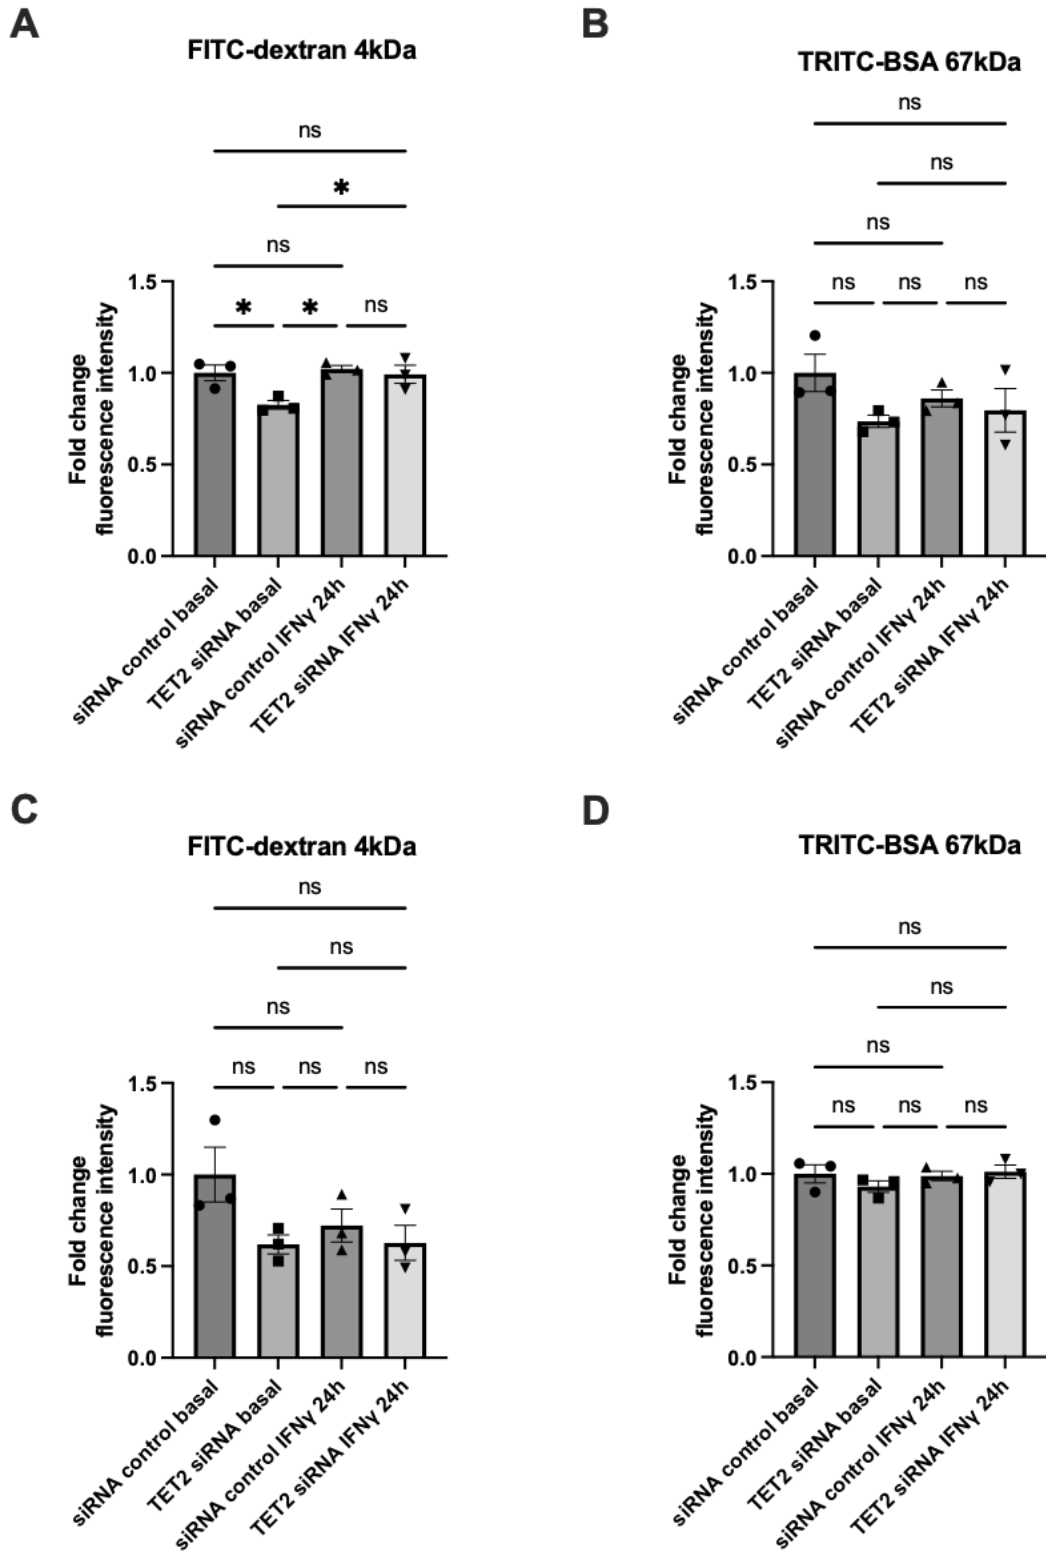 A
FITC-dextran 4kDa
ns
*
ns
* * ns
Fold change
fluorescence intensity
1.5
1.0
0.5
0.0
siRNA control basal
TET2 siRNA basal
siRNA control IFNγ 24h
TET2 siRNA IFNγ 24h
B
TRITC-BSA 67kDa
ns
ns
ns
ns ns ns
Fold change
fluorescence intensity
1.5
1.0
0.5
0.0
siRNA control basal
TET2 siRNA basal
siRNA control IFNγ 24h
TET2 siRNA IFNγ 24h
C
FITC-dextran 4kDa
ns
ns
ns
ns ns ns
Fold change
fluorescence intensity
1.5
1.0
0.5
0.0
siRNA control basal
TET2 siRNA basal
siRNA control IFNγ 24h
TET2 siRNA IFNγ 24h
D
TRITC-BSA 67kDa
ns
ns
ns
ns ns ns
Fold change
fluorescence intensity
1.5
1.0
0.5
0.0
siRNA control basal
TET2 siRNA basal
siRNA control IFNγ 24h
TET2 siRNA IFNγ 24h